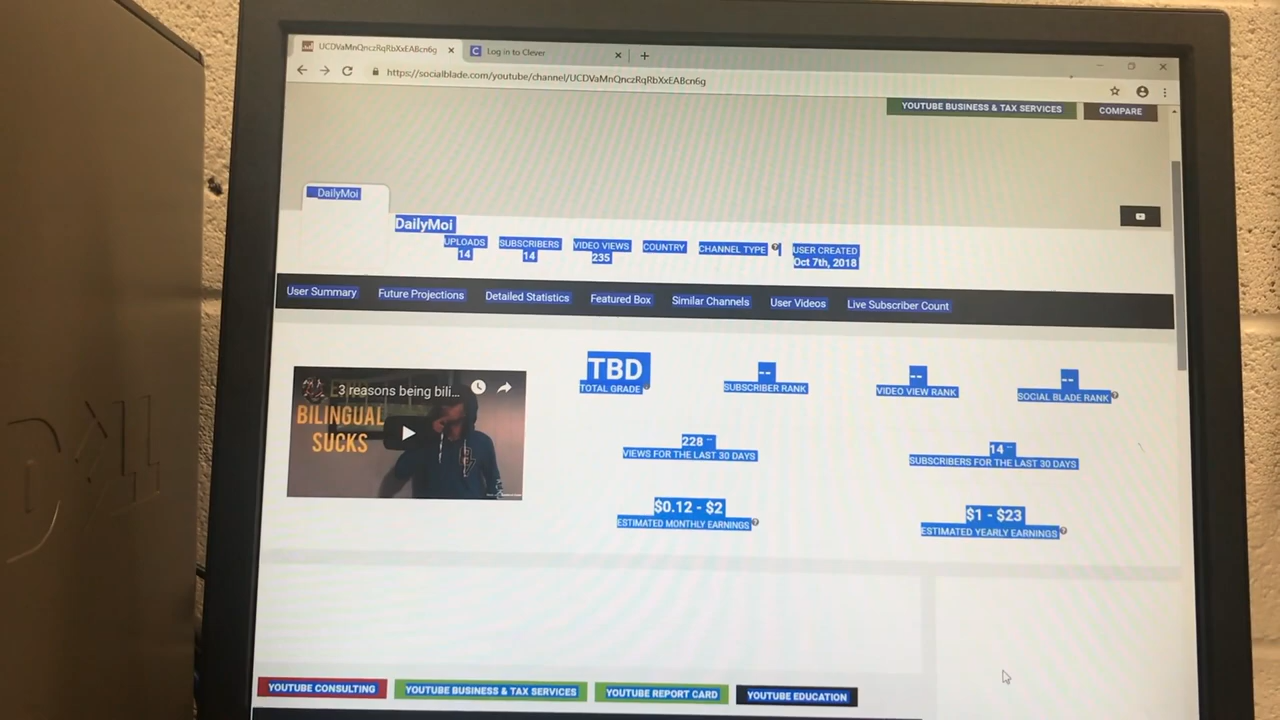 UCDVaMnQnczRqRbXxEABcn6g
Log in to Clever
https://socialblade.com/youtube/channel/UCDVaMnQnczRqRbXxEABcn6g
YOUTUBE BUSINESS & TAX SERVICES COMPARE
DailyMoi
DailyMoi
UPLOADS SUBSCRIBERS VIDEO VIEWS COUNTRY CHANNEL TYPE USER CREATED
14 14 235 Oct 7th, 2018
User Summary Future Projections Detailed Statistics Featured Box Similar Channels User Videos Live Subscriber Count
3 reasons being bili...
BILINGUAL
SUCKS
TBD -- -- --
TOTAL GRADE SUBSCRIBER RANK VIDEO VIEW RANK SOCIAL BLADE RANK
228 -- 14 --
VIEWS FOR THE LAST 30 DAYS SUBSCRIBERS FOR THE LAST 30 DAYS
$0.12 - $2 $1 - $23
ESTIMATED MONTHLY EARNINGS ESTIMATED YEARLY EARNINGS
YOUTUBE CONSULTING YOUTUBE BUSINESS & TAX SERVICES YOUTUBE REPORT CARD YOUTUBE EDUCATION